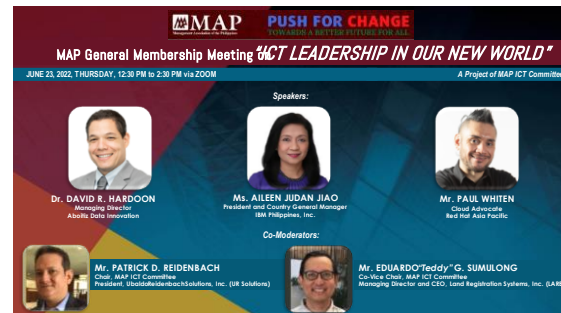 MAP
Management Association of the Philippines
PUSH FOR CHANGE
TOWARDS A BETTER FUTURE FOR ALL
MAP General Membership Meeting on "ICT LEADERSHIP IN OUR NEW WORLD"
JUNE 23, 2022, THURSDAY, 12:30 PM to 2:30 PM via ZOOM
A Project of MAP ICT Committee
Speakers:
Dr. DAVID R. HARDOON
Managing Director
Aboitiz Data Innovation
Ms. AILEEN JUDAN JIAO
President and Country General Manager
IBM Philippines, Inc.
Mr. PAUL WHITEN
Cloud Advocate
Red Hat Asia Pacific
Co-Moderators:
Mr. PATRICK D. REIDENBACH
Chair, MAP ICT Committee
President, UbaldoReidenbachSolutions, Inc. (UR Solutions)
Mr. EDUARDO"Teddy"G. SUMULONG
Co-Vice Chair, MAP ICT Committee
Managing Director and CEO, Land Registration Systems, Inc. (LARE